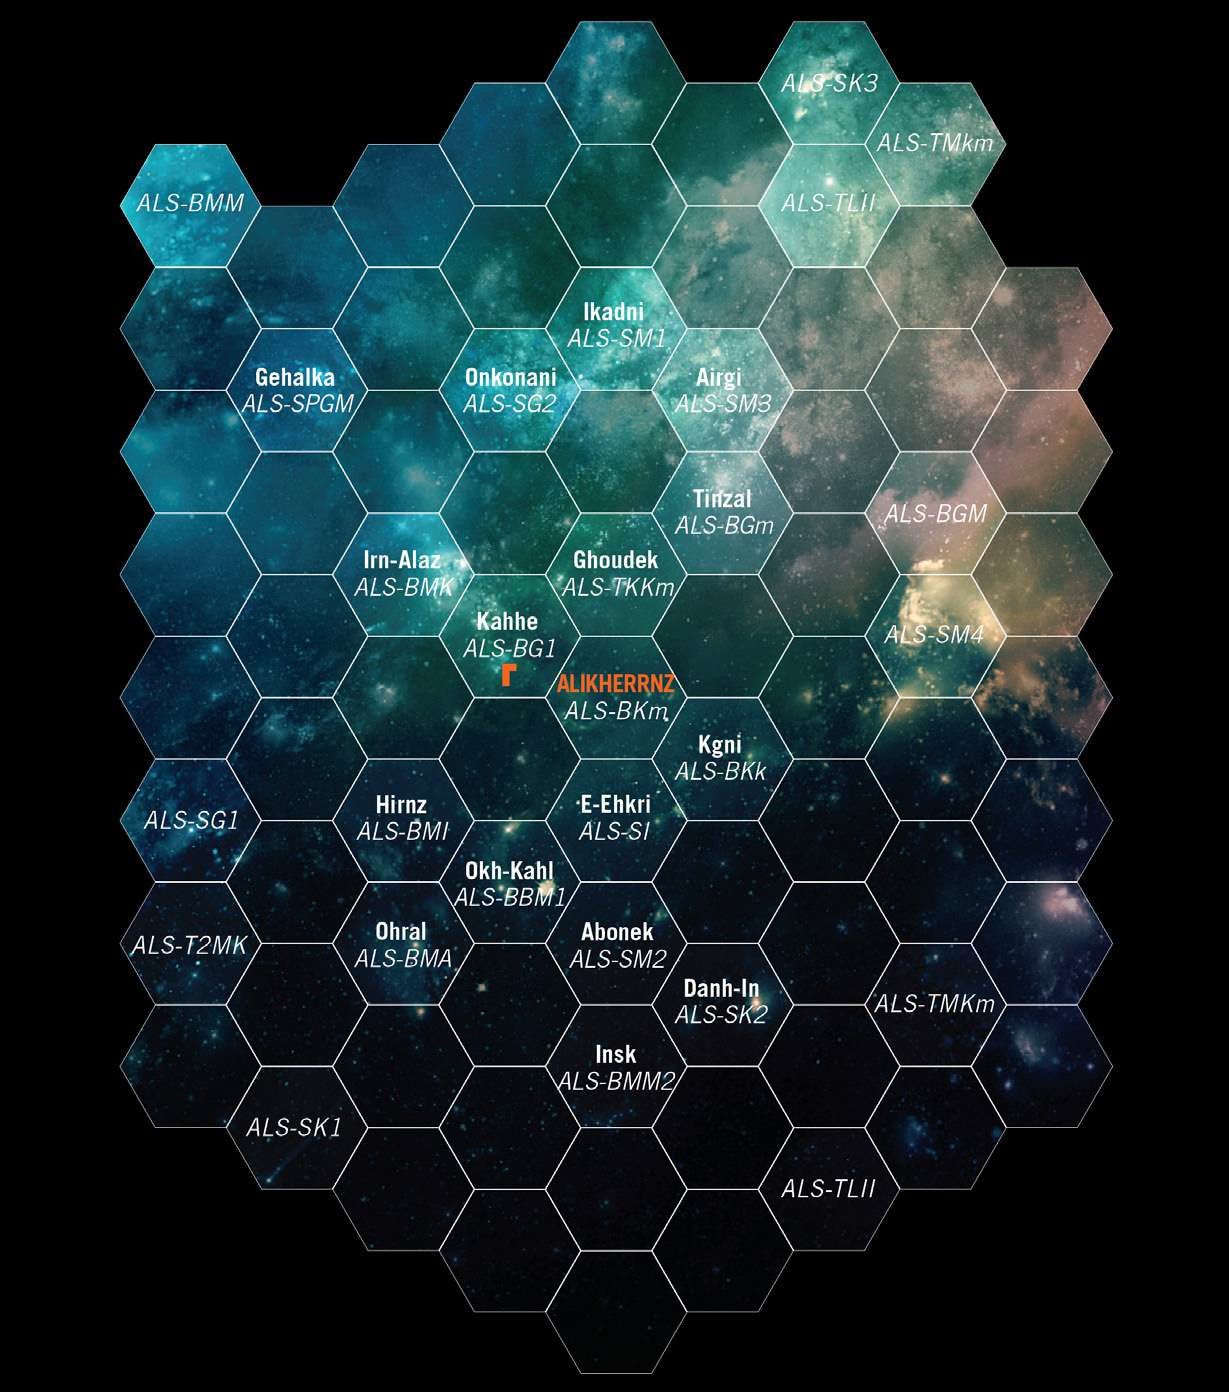 ALS-SK3
ALS-TMkm
ALS-BMM
ALS-TLII
Ikadni
ALS-SM1
Gehalka
ALS-SPGM
Onkonani
ALS-SG2
Airgi
ALS-SM3
Tinzal
ALS-BGm
ALS-BGM
Irn-Alaz
ALS-BMK
Ghoudek
ALS-TKKm
Kahhe
ALS-BG1
ALS-SM4
ALIKHERRNZ
ALS-BKm
Kgni
ALS-BKk
ALS-SG1
Hirnz
ALS-BMI
E-Ehkri
ALS-SI
Okh-Kahl
ALS-BBM1
ALS-T2MK
Ohral
ALS-BMA
Abonek
ALS-SM2
Danh-In
ALS-SK2
ALS-TMKm
Insk
ALS-BMM2
ALS-SK1
ALS-TLII